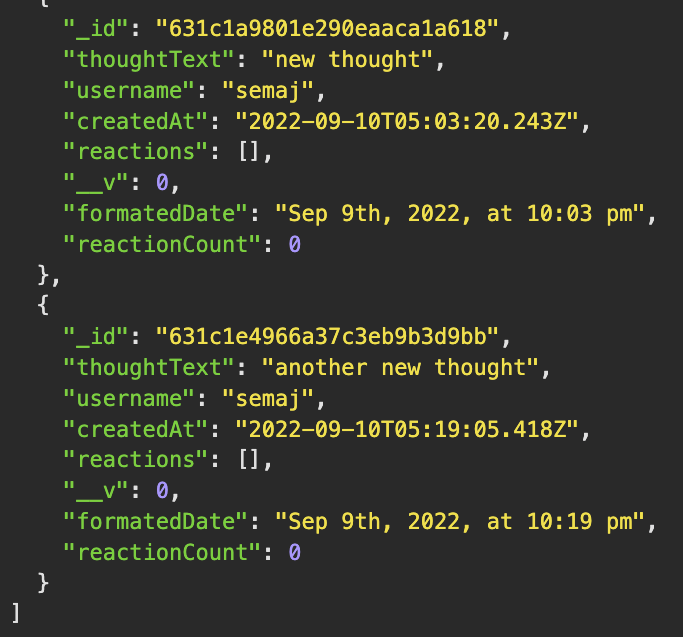 {
"_id": "631c1a9801e290eaaca1a618",
"thoughtText": "new thought",
"username": "semaj",
"createdAt": "2022-09-10T05:03:20.243Z",
"reactions": [],
"__v": 0,
"formatedDate": "Sep 9th, 2022, at 10:03 pm",
"reactionCount": 0
},
{
"_id": "631c1e4966a37c3eb9b3d9bb",
"thoughtText": "another new thought",
"username": "semaj",
"createdAt": "2022-09-10T05:19:05.418Z",
"reactions": [],
"__v": 0,
"formatedDate": "Sep 9th, 2022, at 10:19 pm",
"reactionCount": 0
}
]